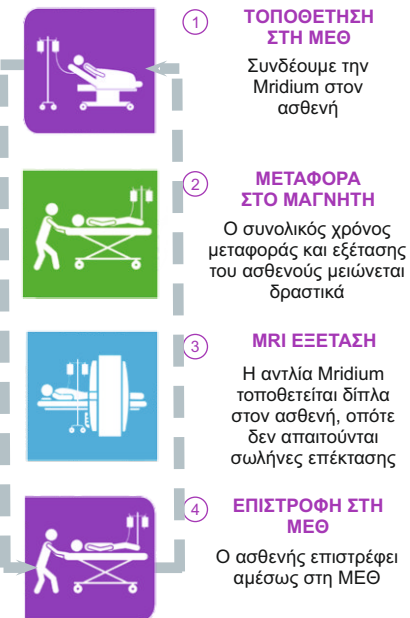 1
ΤΟΠΟΘΕΤΗΣΗ
ΣΤΗ ΜΕΘ
Συνδέουμε την
Mridium στον
ασθενή
2
ΜΕΤΑΦΟΡΑ
ΣΤΟ ΜΑΓΝΗΤΗ
Ο συνολικός χρόνος
μεταφοράς και εξέτασης
του ασθενούς μειώνεται
δραστικά
3
MRI ΕΞΕΤΑΣΗ
Η αντλία Mridium
τοποθετείται δίπλα
στον ασθενή, οπότε
δεν απαιτούνται
σωλήνες επέκτασης
4
ΕΠΙΣΤΡΟΦΗ ΣΤΗ
ΜΕΘ
Ο ασθενής επιστρέφει
αμέσως στη ΜΕΘ